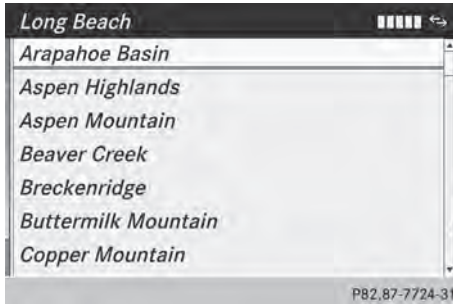 Long Beach
Arapahoe Basin
Aspen Highlands
Aspen Mountain
Beaver Creek
Breckenridge
Buttermilk Mountain
Copper Mountain
P82.87-7724-31